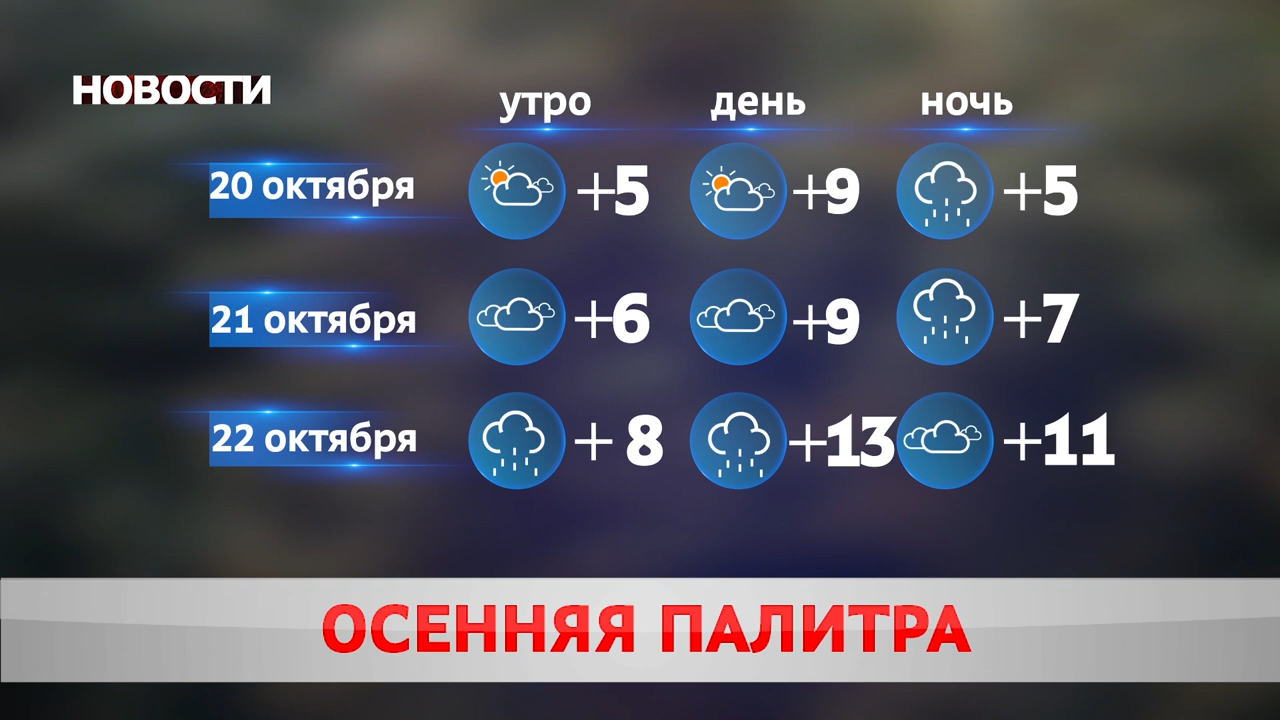 НОВОСТИ
утро день ночь
20 октября +5 +9 +5
21 октября +6 +9 +7
22 октября + 8 +13 +11
ОСЕННЯЯ ПАЛИТРА